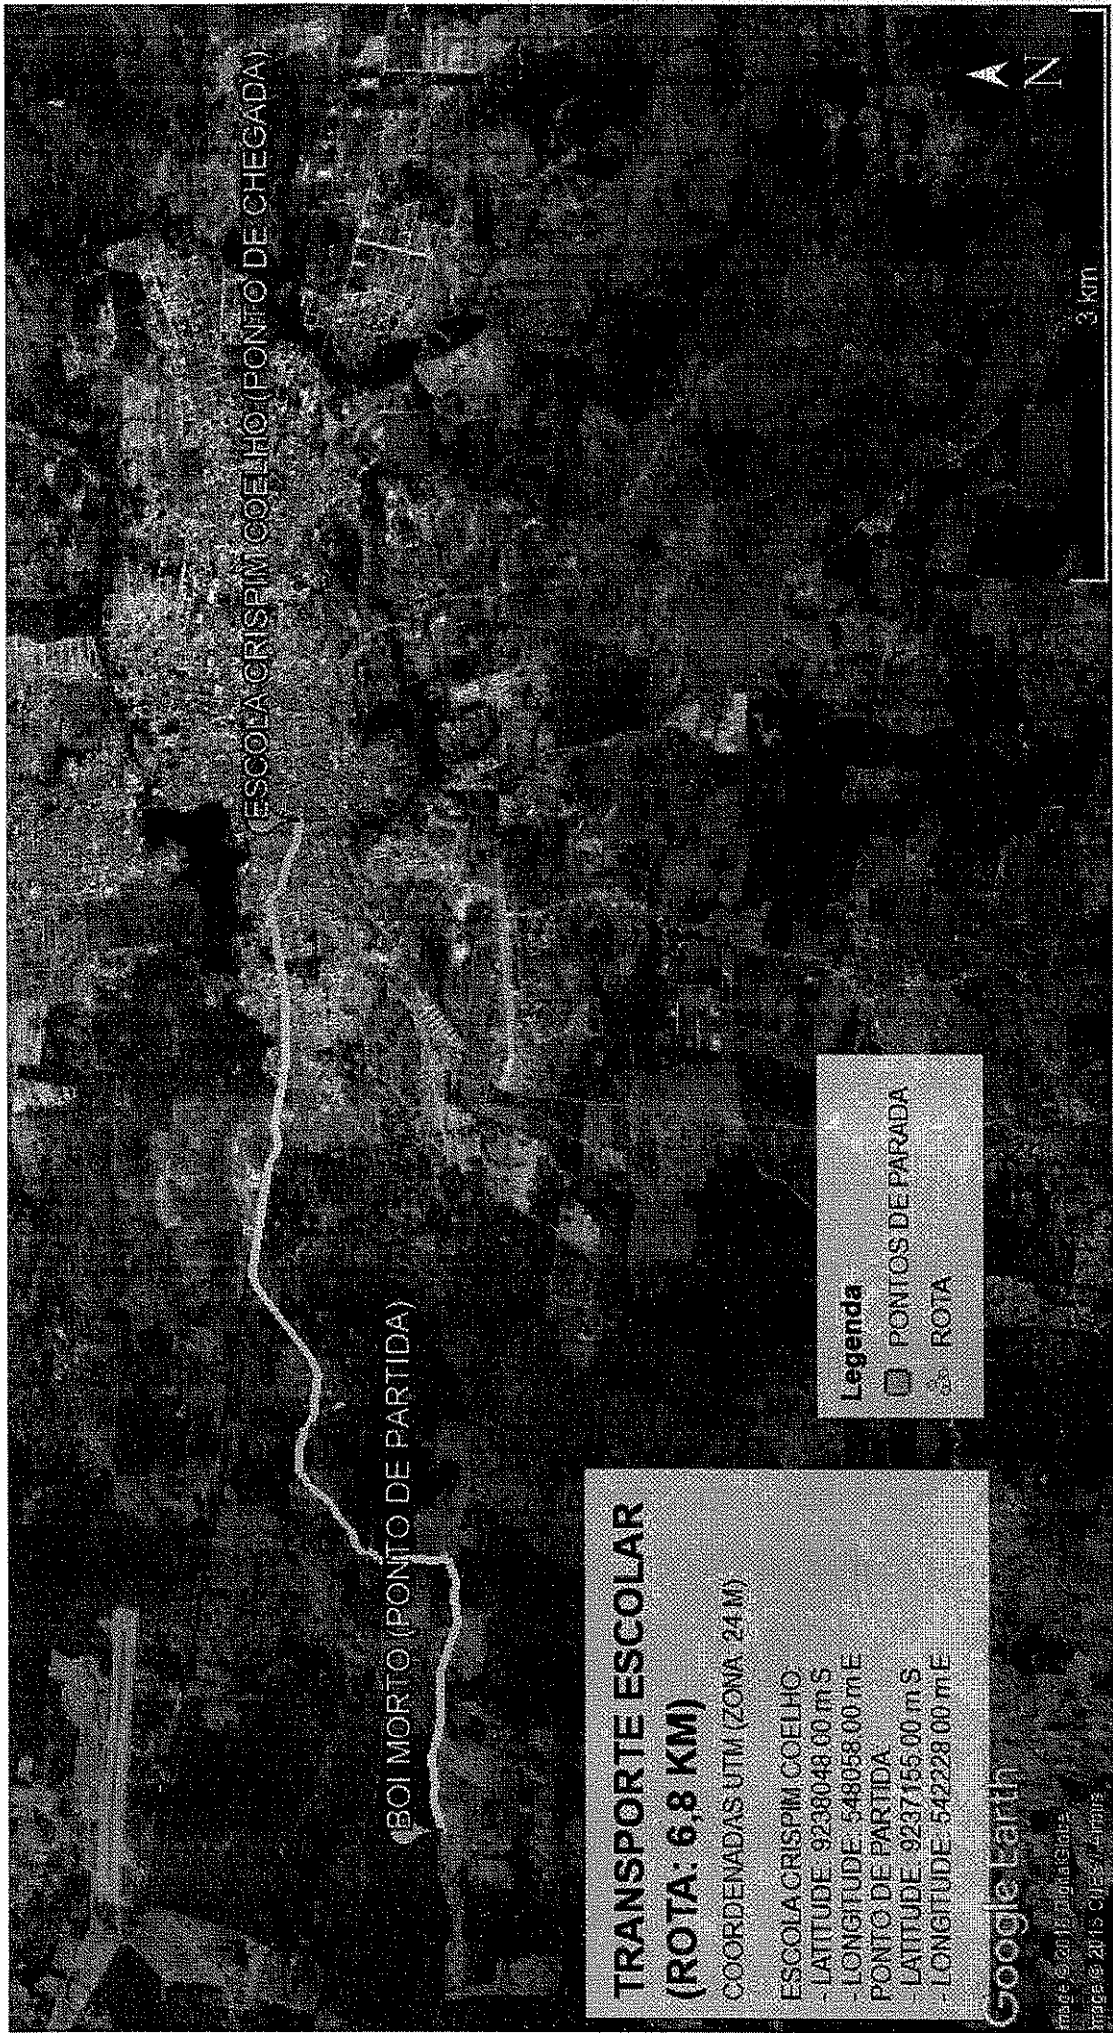 (ESCOLA CRISPIM COELHO (PONTO DE CHEGADA)
(BOI MORTO (PONTO DE PARTIDA)
TRANSPORTE ESCOLAR
(ROTA: 6,8 KM)
COORDENADAS UTM (ZONA 24 M)
ESCOLA CRISPIM COELHO
- LATITUDE: 9238048.00 m S
- LONGITUDE: 548058.00 m E
PONTO DE PARTIDA
- LATITUDE: 9237155.00 m S
- LONGITUDE: 542228.00 m E
Legenda
PONTOS DE PARADA
ROTA
Google Earth
Image ©
Image ©
N
3 km